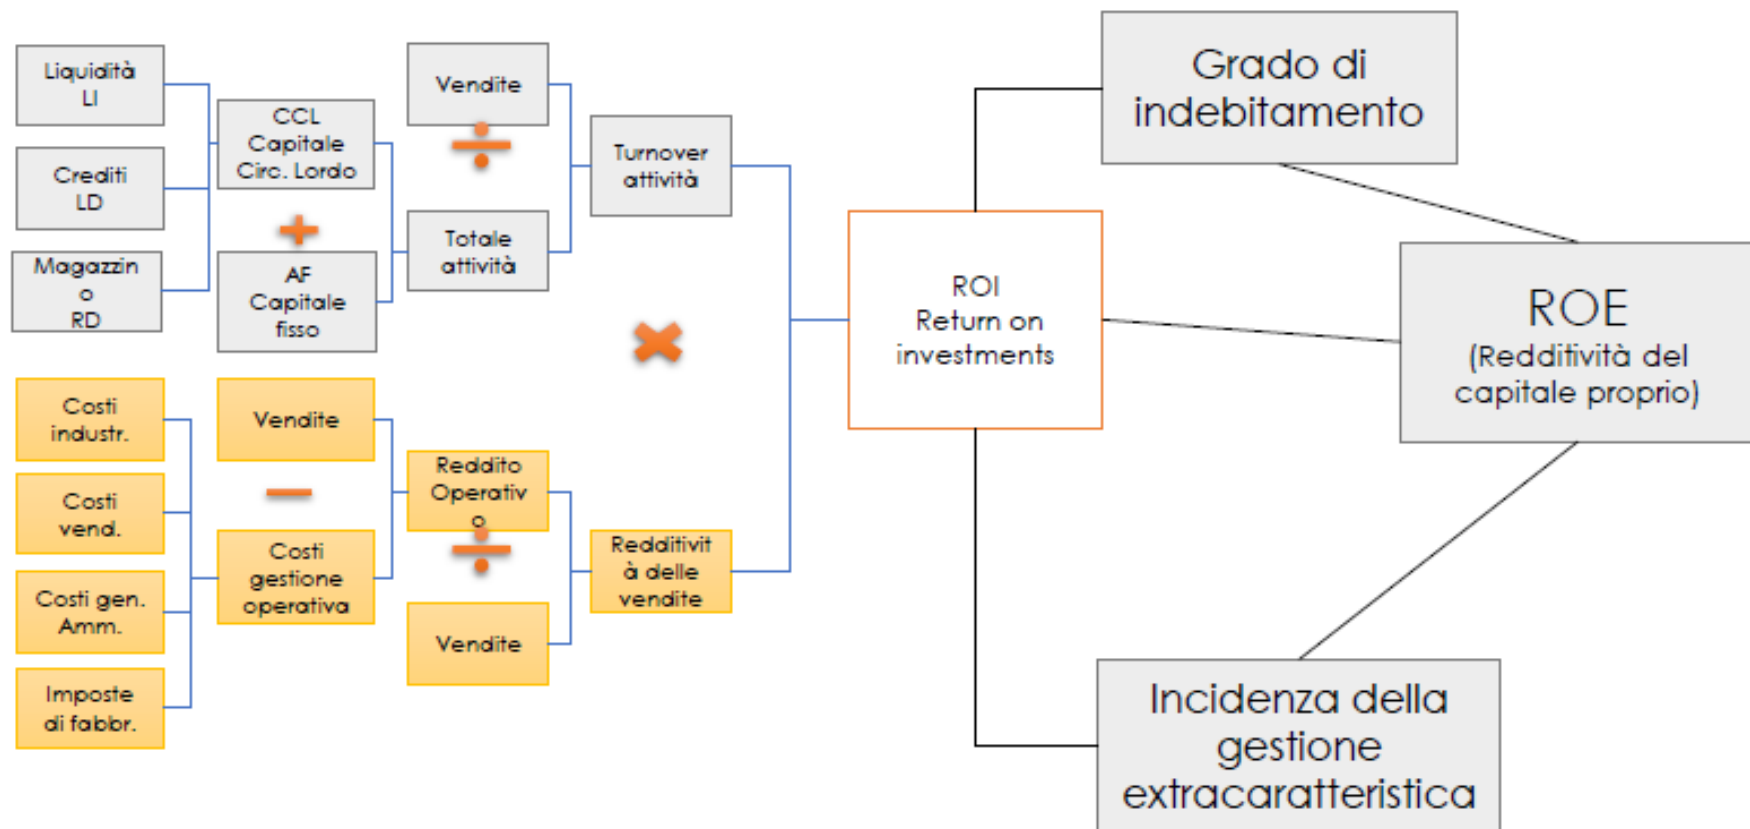 Liquidità
LI
Crediti
LD
Magazzin
o
RD
CCL
Capitale
Circ. Lordo
+
AF
Capitale
fisso
Vendite
÷
Totale
attività
Turnover
attività
×
Costi
industr.
Costi
vend.
Costi gen.
Amm.
Imposte
di fabbr.
Vendite
−
Costi
gestione
operativa
Reddito
Operativ
o
÷
Vendite
Redditivit
à delle
vendite
ROI
Return on
investments
Grado di
indebitamento
ROE
(Redditività del
capitale proprio)
Incidenza della
gestione
extracaratteristica